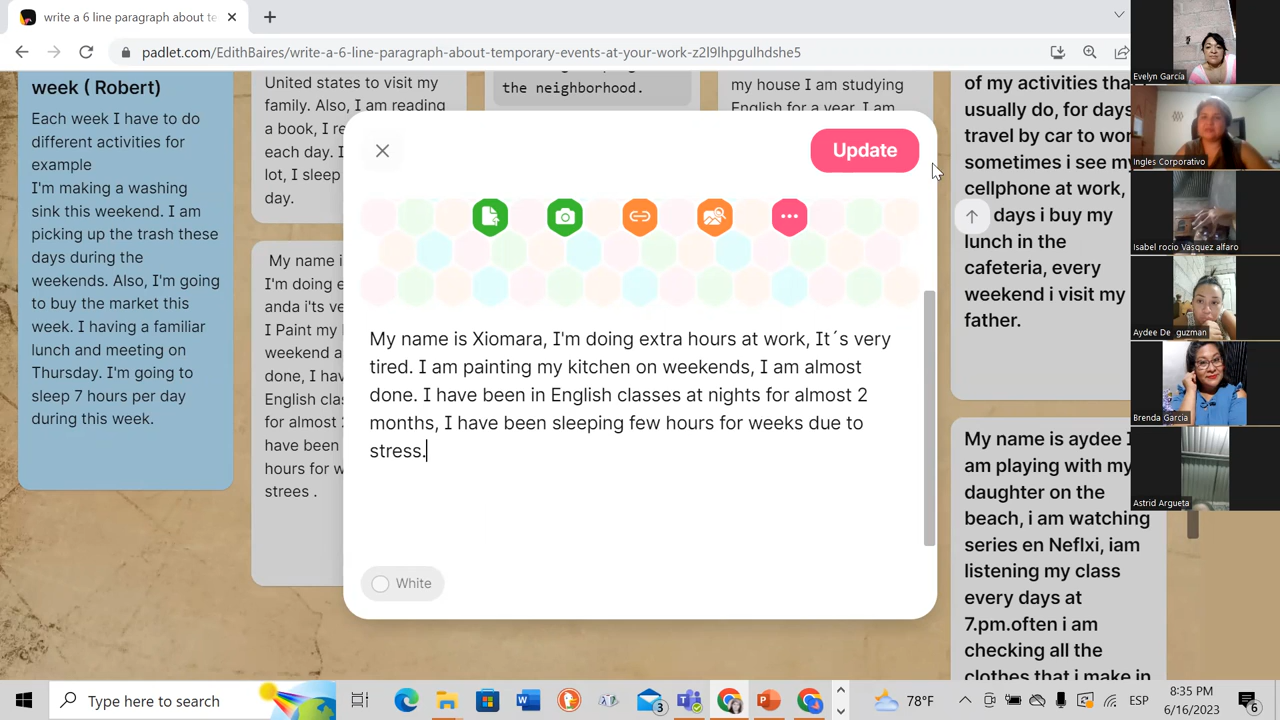 write a 6 line paragraph about te
padlet.com/EdithBaires/write-a-6-line-paragraph-about-temporary-events-at-your-work-z2l9lhpgulhdshe5
week ( Robert)
Each week I have to do
different activities for
example
I'm making a washing
sink this weekend. I am
picking up the trash these
days during the
weekends. Also, I'm going
to buy the market this
week. I having a familiar
lunch and meeting on
Thursday. I'm going to
sleep 7 hours per day
during this week.
United states to visit my
family. Also, I am reading
a book, I re
each day. I
lot, I sleep
day.
My name i
I'm doing e
anda i'ts ve
I Paint my
weekend a
done, I hav
English clas
for almost 2
have been
hours for w
strees .
the neighborhood.
my house I am studying
English for a year. I am
Update
My name is Xiomara, I'm doing extra hours at work, It´s very
tired. I am painting my kitchen on weekends, I am almost
done. I have been in English classes at nights for almost 2
months, I have been sleeping few hours for weeks due to
stress.
White
of my activities that
usually do, for days
travel by car to wor
sometimes i see my
cellphone at work,
days i buy my
lunch in the
cafeteria, every
weekend i visit my
father.
My name is aydee I
am playing with my
daughter on the
beach, i am watching
series en Neflxi, iam
listening my class
every days at
7.pm.often i am
checking all the
clothes that i make in
Evelyn García
Ingles Corporativo
Isabel rocio Vásquez alfaro
Aydee De guzman
Brenda Garcia
Astrid Argueta
Type here to search
3
78°F
ESP
8:35 PM
6/16/2023
6